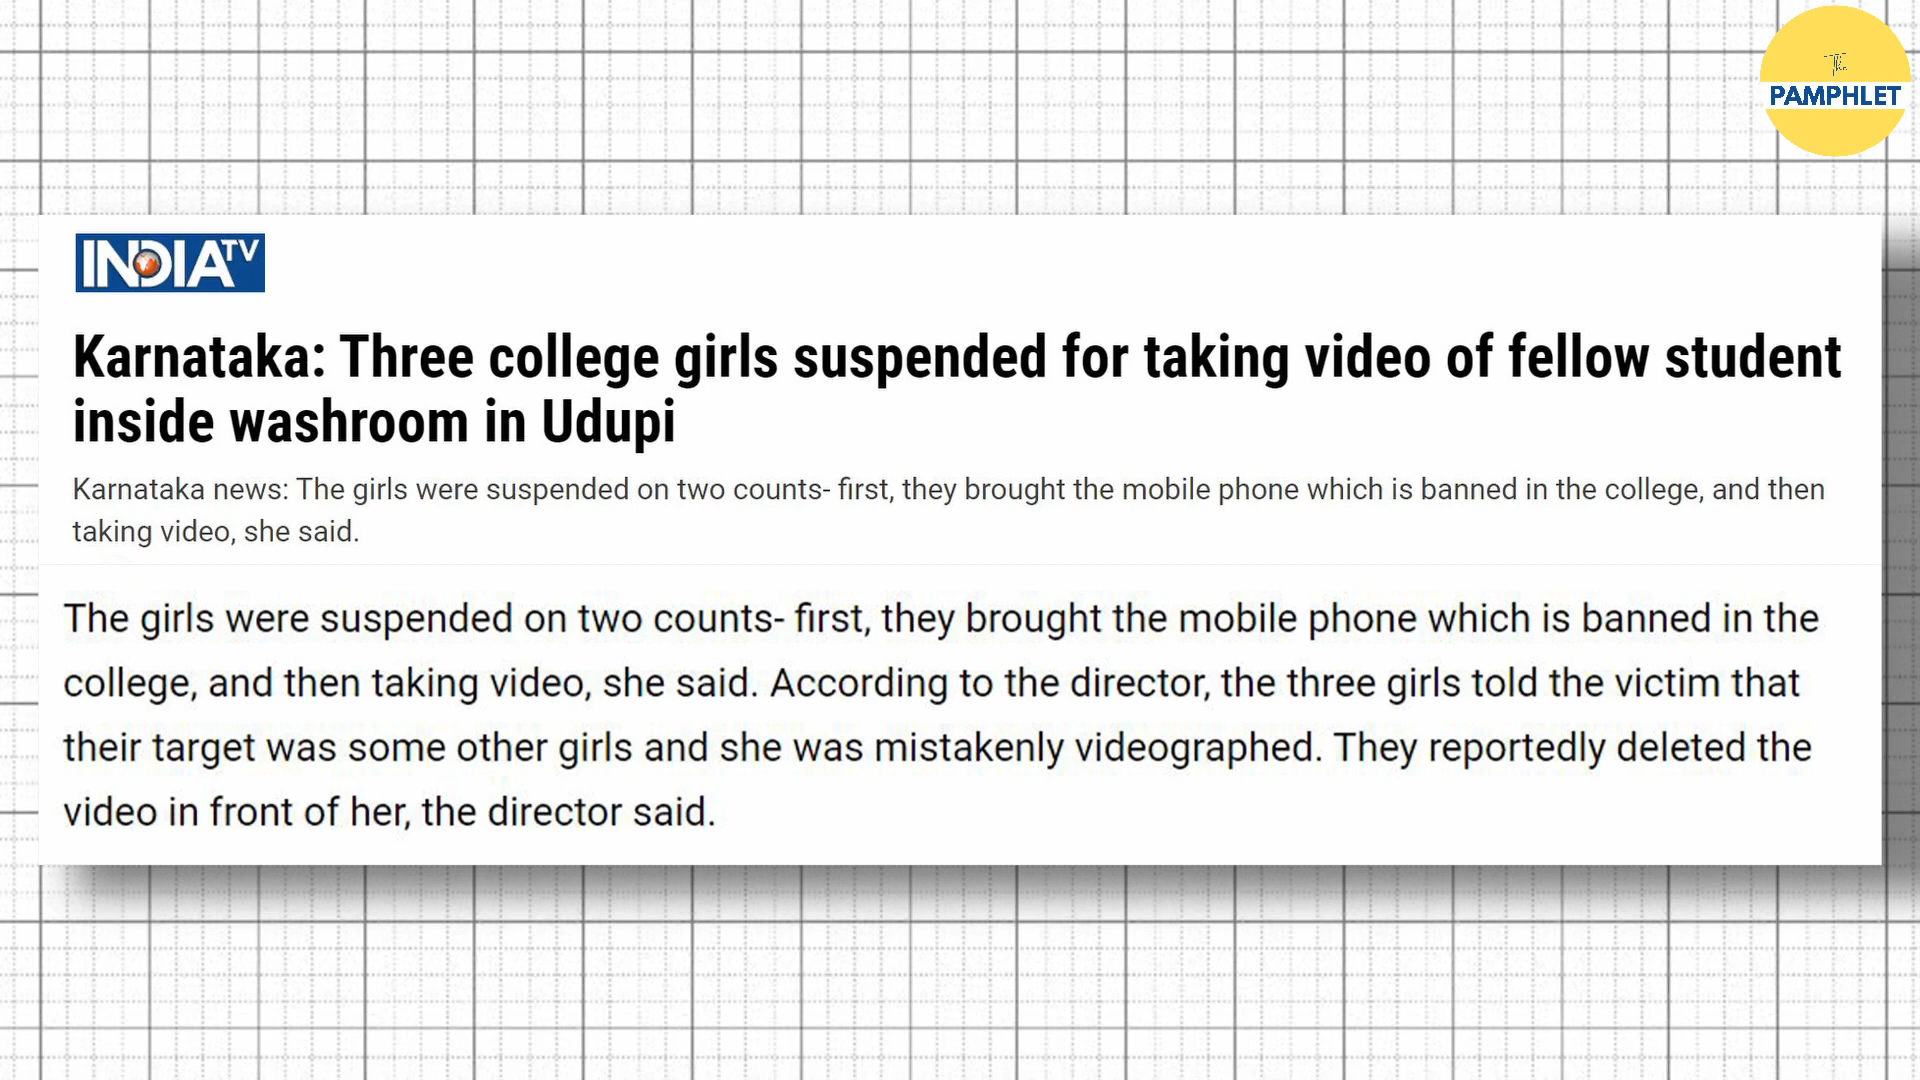 The
PAMPHLET
INDIA TV
Karnataka: Three college girls suspended for taking video of fellow student
inside washroom in Udupi
Karnataka news: The girls were suspended on two counts- first, they brought the mobile phone which is banned in the college, and then
taking video, she said.
The girls were suspended on two counts- first, they brought the mobile phone which is banned in the
college, and then taking video, she said. According to the director, the three girls told the victim that
their target was some other girls and she was mistakenly videographed. They reportedly deleted the
video in front of her, the director said.